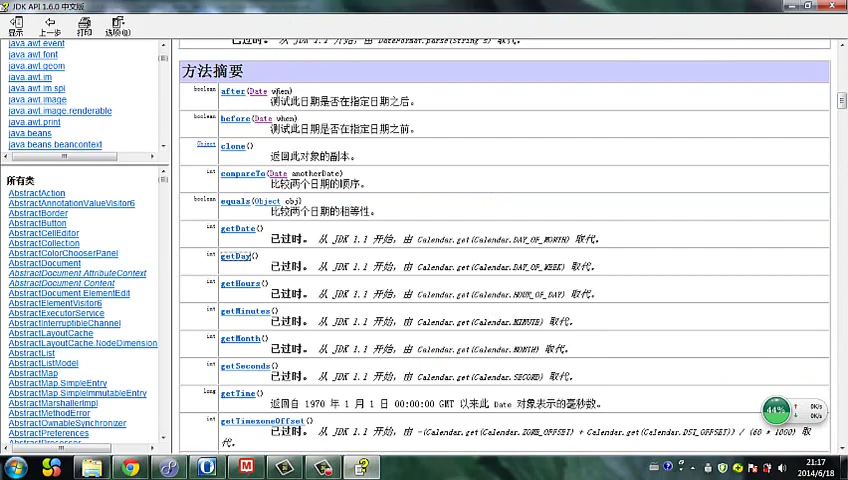 JDK API 1.6.0 中文版
显示 上一步 打印 选项(O)
java.awt.event
java.awt.font
java.awt.geom
java.awt.im
java.awt.im.spi
java.awt.image
java.awt.image.renderable
java.awt.print
java.beans
java.beans.beancontext
所有类
AbstractAction
AbstractAnnotationValueVisitor6
AbstractBorder
AbstractButton
AbstractCellEditor
AbstractCollection
AbstractColorChooserPanel
AbstractDocument
AbstractDocument.AttributeContext
AbstractDocument.Content
AbstractDocument.ElementEdit
AbstractElementVisitor6
AbstractExecutorService
AbstractInterruptibleChannel
AbstractLayoutCache
AbstractLayoutCache.NodeDimension
AbstractList
AbstractListModel
AbstractMap
AbstractMap.SimpleEntry
AbstractMap.SimpleImmutableEntry
AbstractMarshallerImpl
AbstractMethodError
AbstractOwnableSynchronizer
AbstractPreferences
已过时。 从 JDK 1.1 开始，由 DateFormat.parse(String s) 取代。
方法摘要
boolean after(Date when)
测试此日期是否在指定日期之后。
boolean before(Date when)
测试此日期是否在指定日期之前。
Object clone()
返回此对象的副本。
int compareTo(Date anotherDate)
比较两个日期的顺序。
boolean equals(Object obj)
比较两个日期的相等性。
int getDate()
已过时。 从 JDK 1.1 开始，由 Calendar.get(Calendar.DAY_OF_MONTH) 取代。
int getDay()
已过时。 从 JDK 1.1 开始，由 Calendar.get(Calendar.DAY_OF_WEEK) 取代。
int getHours()
已过时。 从 JDK 1.1 开始，由 Calendar.get(Calendar.HOUR_OF_DAY) 取代。
int getMinutes()
已过时。 从 JDK 1.1 开始，由 Calendar.get(Calendar.MINUTE) 取代。
int getMonth()
已过时。 从 JDK 1.1 开始，由 Calendar.get(Calendar.MONTH) 取代。
int getSeconds()
已过时。 从 JDK 1.1 开始，由 Calendar.get(Calendar.SECOND) 取代。
long getTime()
返回自 1970 年 1 月 1 日 00:00:00 GMT 以来此 Date 对象表示的毫秒数。
int getTimezoneOffset()
已过时。 从 JDK 1.1 开始，由 -(Calendar.get(Calendar.ZONE_OFFSET) + Calendar.get(Calendar.DST_OFFSET)) / (60 * 1000) 取
代。
44%
0K/s
0K/s
21:17
2014/6/18